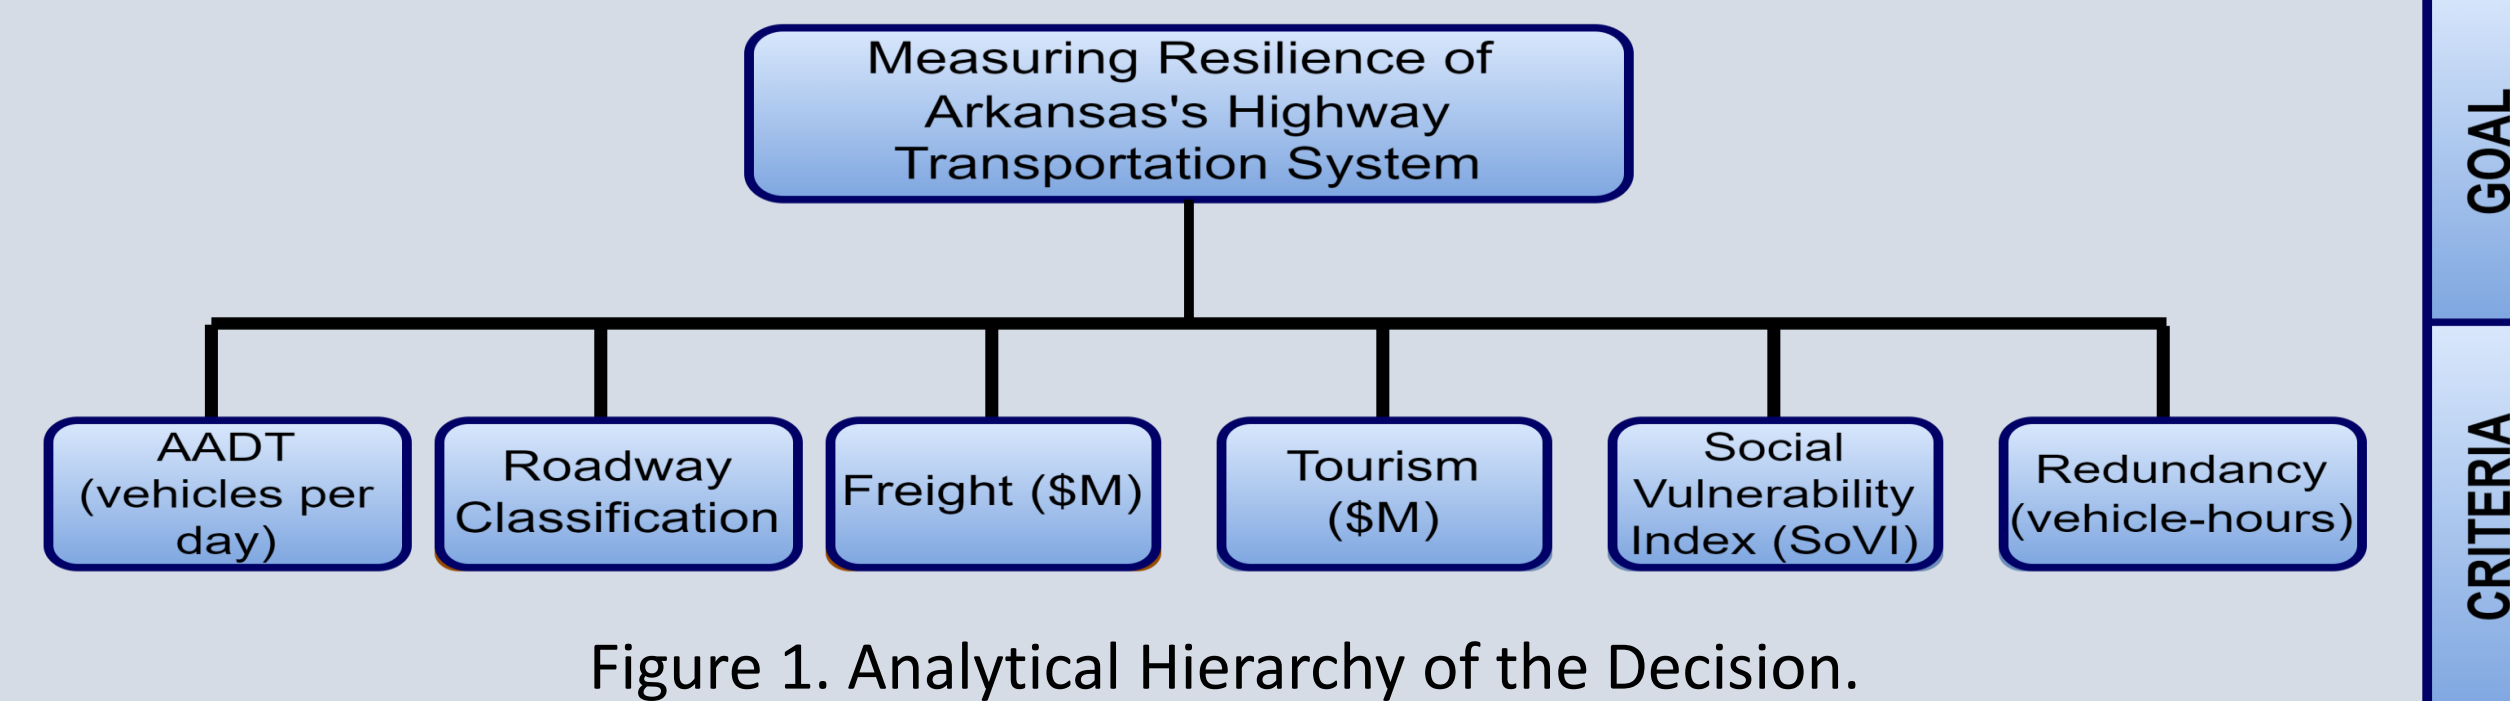 Measuring Resilience of
Arkansas's Highway
Transportation System
GOAL
AADT
(vehicles per
day)
Roadway
Classification
Freight ($M)
Tourism
($M)
Social
Vulnerability
Index (SoVI)
Redundancy
(vehicle-hours)
CRITERIA
Figure 1. Analytical Hierarchy of the Decision.